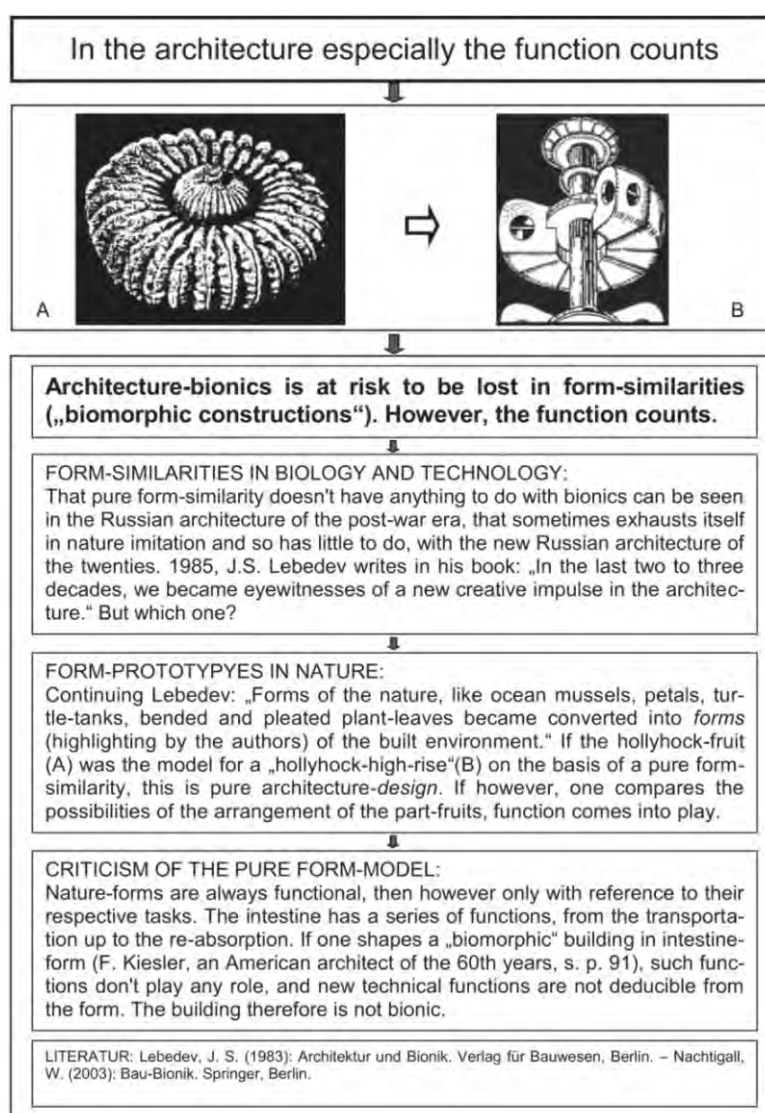 In the architecture especially the function counts
A
B
Architecture-bionics is at risk to be lost in form-similarities
(„biomorphic constructions“). However, the function counts.
FORM-SIMILARITIES IN BIOLOGY AND TECHNOLOGY:
That pure form-similarity doesn't have anything to do with bionics can be seen
in the Russian architecture of the post-war era, that sometimes exhausts itself
in nature imitation and so has little to do, with the new Russian architecture of
the twenties. 1985, J.S. Lebedev writes in his book: „In the last two to three
decades, we became eyewitnesses of a new creative impulse in the architec-
ture.“ But which one?
FORM-PROTOTYPYES IN NATURE:
Continuing Lebedev: „Forms of the nature, like ocean mussels, petals, tur-
tle-tanks, bended and pleated plant-leaves became converted into forms
(highlighting by the authors) of the built environment.“ If the hollyhock-fruit
(A) was the model for a „hollyhock-high-rise“(B) on the basis of a pure form-
similarity, this is pure architecture-design. If however, one compares the
possibilities of the arrangement of the part-fruits, function comes into play.
CRITICISM OF THE PURE FORM-MODEL:
Nature-forms are always functional, then however only with reference to their
respective tasks. The intestine has a series of functions, from the transporta-
tion up to the re-absorption. If one shapes a „biomorphic“ building in intestine-
form (F. Kiesler, an American architect of the 60th years, s. p. 91), such func-
tions don't play any role, and new technical functions are not deducible from
the form. The building therefore is not bionic.
LITERATUR: Lebedev, J. S. (1983): Architektur und Bionik. Verlag für Bauwesen, Berlin. – Nachtigall,
W. (2003): Bau-Bionik. Springer, Berlin.